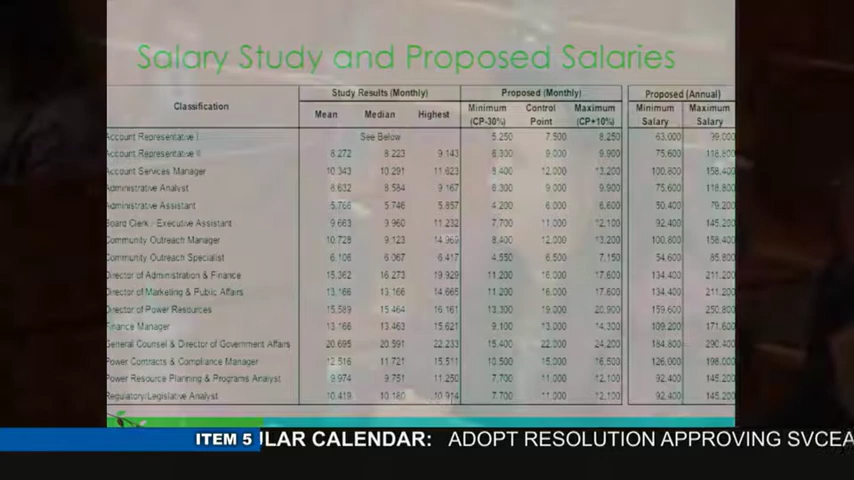 Salary Study and Proposed Salaries
Classification Study Results (Monthly) Proposed (Monthly) Proposed (Annual)
Mean Median Highest Minimum (CP-30%) Control Point Maximum (CP+10%) Minimum Salary Maximum Salary
Account Representative I See Below 5,250 7,500 8,250 63,000 99,000
Account Representative II 8,272 8,223 9,143 6,300 9,000 9,900 75,600 118,800
Account Services Manager 10,343 10,291 11,623 8,400 12,000 13,200 100,800 158,400
Administrative Analyst 8,632 8,584 9,167 6,300 9,000 9,900 75,600 118,800
Administrative Assistant 5,766 5,746 5,857 4,200 6,000 6,600 50,400 79,200
Board Clerk / Executive Assistant 9,663 9,960 11,232 7,700 11,000 12,100 92,400 145,200
Community Outreach Manager 10,728 9,123 14,969 8,400 12,000 13,200 100,800 158,400
Community Outreach Specialist 6,106 6,067 6,417 4,550 6,500 7,150 54,600 85,800
Director of Administration & Finance 15,362 16,273 19,929 11,200 16,000 17,600 134,400 211,200
Director of Marketing & Public Affairs 13,166 13,166 14,665 11,200 16,000 17,600 134,400 211,200
Director of Power Resources 15,589 15,464 16,161 13,300 19,000 20,900 159,600 250,800
Finance Manager 13,166 13,463 15,621 9,100 13,000 14,300 109,200 171,600
General Counsel & Director of Government Affairs 20,695 20,591 22,233 15,400 22,000 24,200 184,800 290,400
Power Contracts & Compliance Manager 12,516 11,721 15,511 10,500 15,000 16,500 126,000 198,000
Power Resource Planning & Programs Analyst 9,974 9,751 11,250 7,700 11,000 12,100 92,400 145,200
Regulatory/Legislative Analyst 10,419 10,180 10,914 7,700 11,000 12,100 92,400 145,200
ITEM 5 ULAR CALENDAR: ADOPT RESOLUTION APPROVING SVCEA